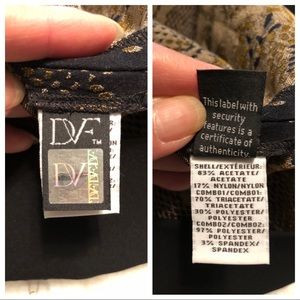 DVF
TM
DVF
This label with
security
features is a
certificate of
authenticity.
SHELL/EXTÉRIEUR:
83% ACETATE/
ACETATE
17% NYLON/NYLON
COMBO1/COMBO1:
70% TRIACETATE/
TRIACETATE
30% POLYESTER/
POLYESTER
COMBO2/COMBO2:
97% POLYESTER/
POLYESTER
3% SPANDEX/
SPANDEX